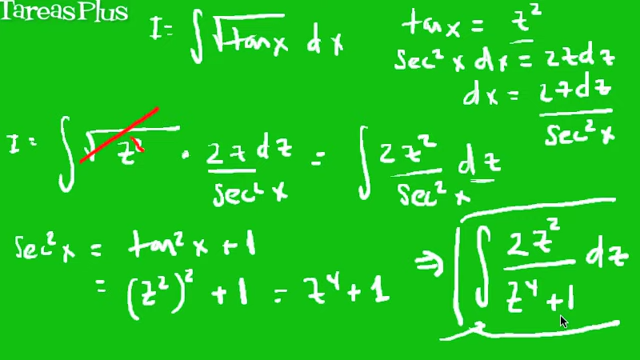 TareasPlus
I = ∫ √tan x dx
tan x = z²
sec² x dx = 2z dz
dx = 2z dz / sec² x
I = ∫ √z² · 2z dz / sec² x = ∫ 2z² / sec² x dz
sec² x = tan² x + 1
= (z²)² + 1 = z⁴ + 1
⇒ ∫ 2z² / z⁴ + 1 dz